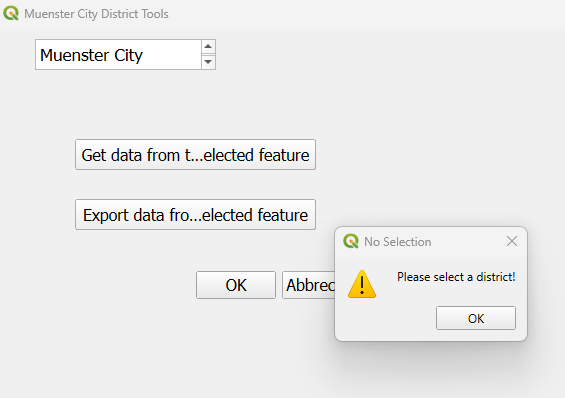 Muenster City District Tools
Muenster City
Get data from t...elected feature
Export data fro...elected feature
No Selection
Please select a district!
OK
Abbrec
OK